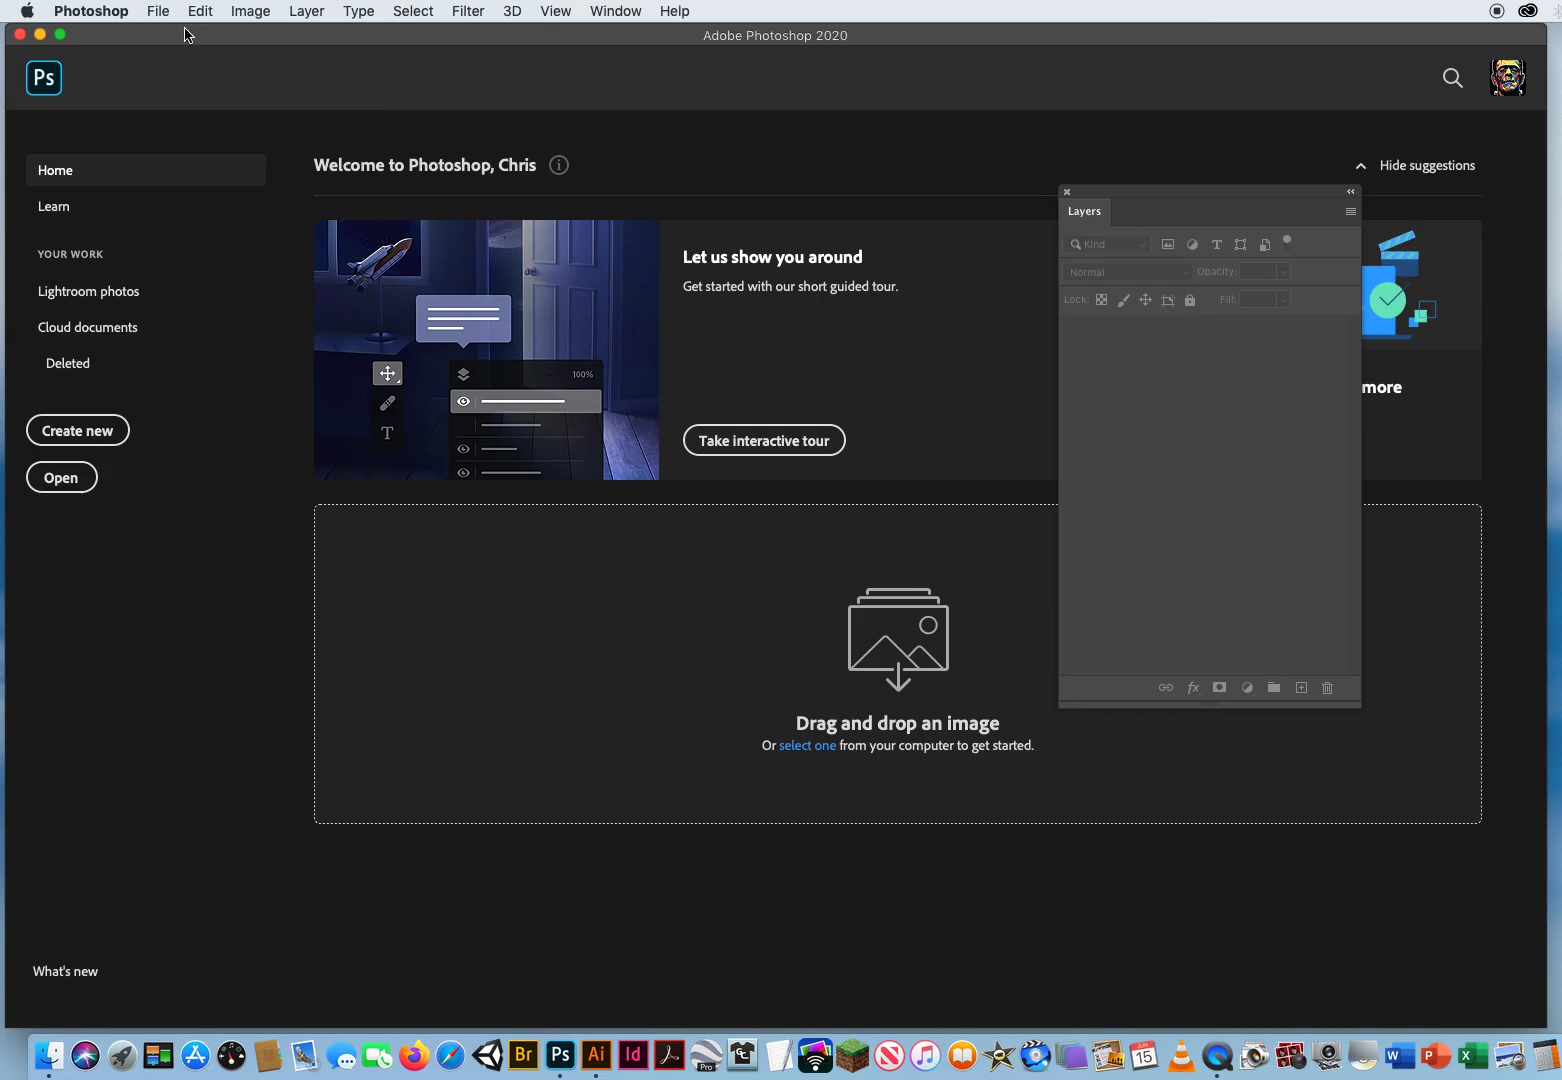 Photoshop File Edit Image Layer Type Select Filter 3D View Window Help
Adobe Photoshop 2020
Ps
Home
Learn
YOUR WORK
Lightroom photos
Cloud documents
Deleted
Create new
Open
What's new
Welcome to Photoshop, Chris
Hide suggestions
100%
T
Let us show you around
Get started with our short guided tour.
Take interactive tour
more
Layers
Kind
Normal Opacity:
Lock: Fill:
fx
Drag and drop an image
Or select one from your computer to get started.
Br Ps Ai Id Pro JUN 15 W P X